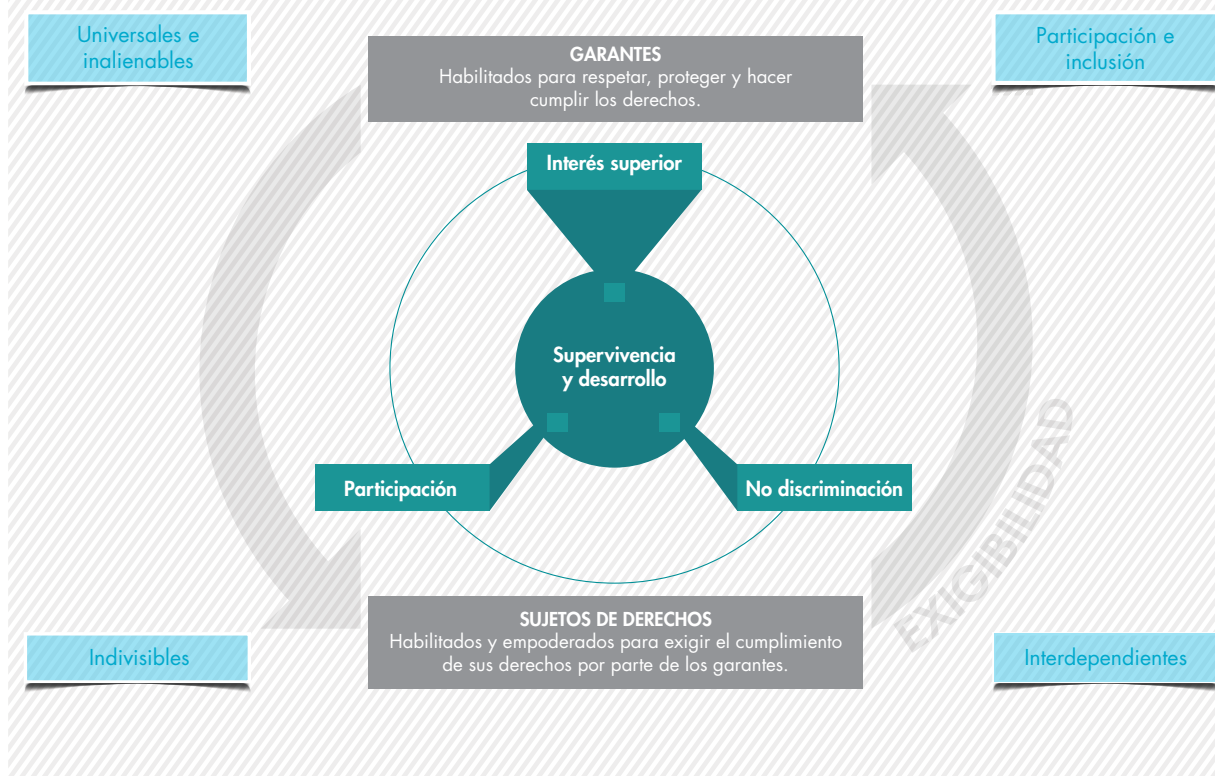 Universales e
inalienables
GARANTES
Habilitados para respetar, proteger y hacer
cumplir los derechos.
Participación e
inclusión
Interés superior
Supervivencia
y desarrollo
Participación
No discriminación
EXIGIBILIDAD
SUJETOS DE DERECHOS
Habilitados y empoderados para exigir el cumplimiento
de sus derechos por parte de los garantes.
Indivisibles
Interdependientes